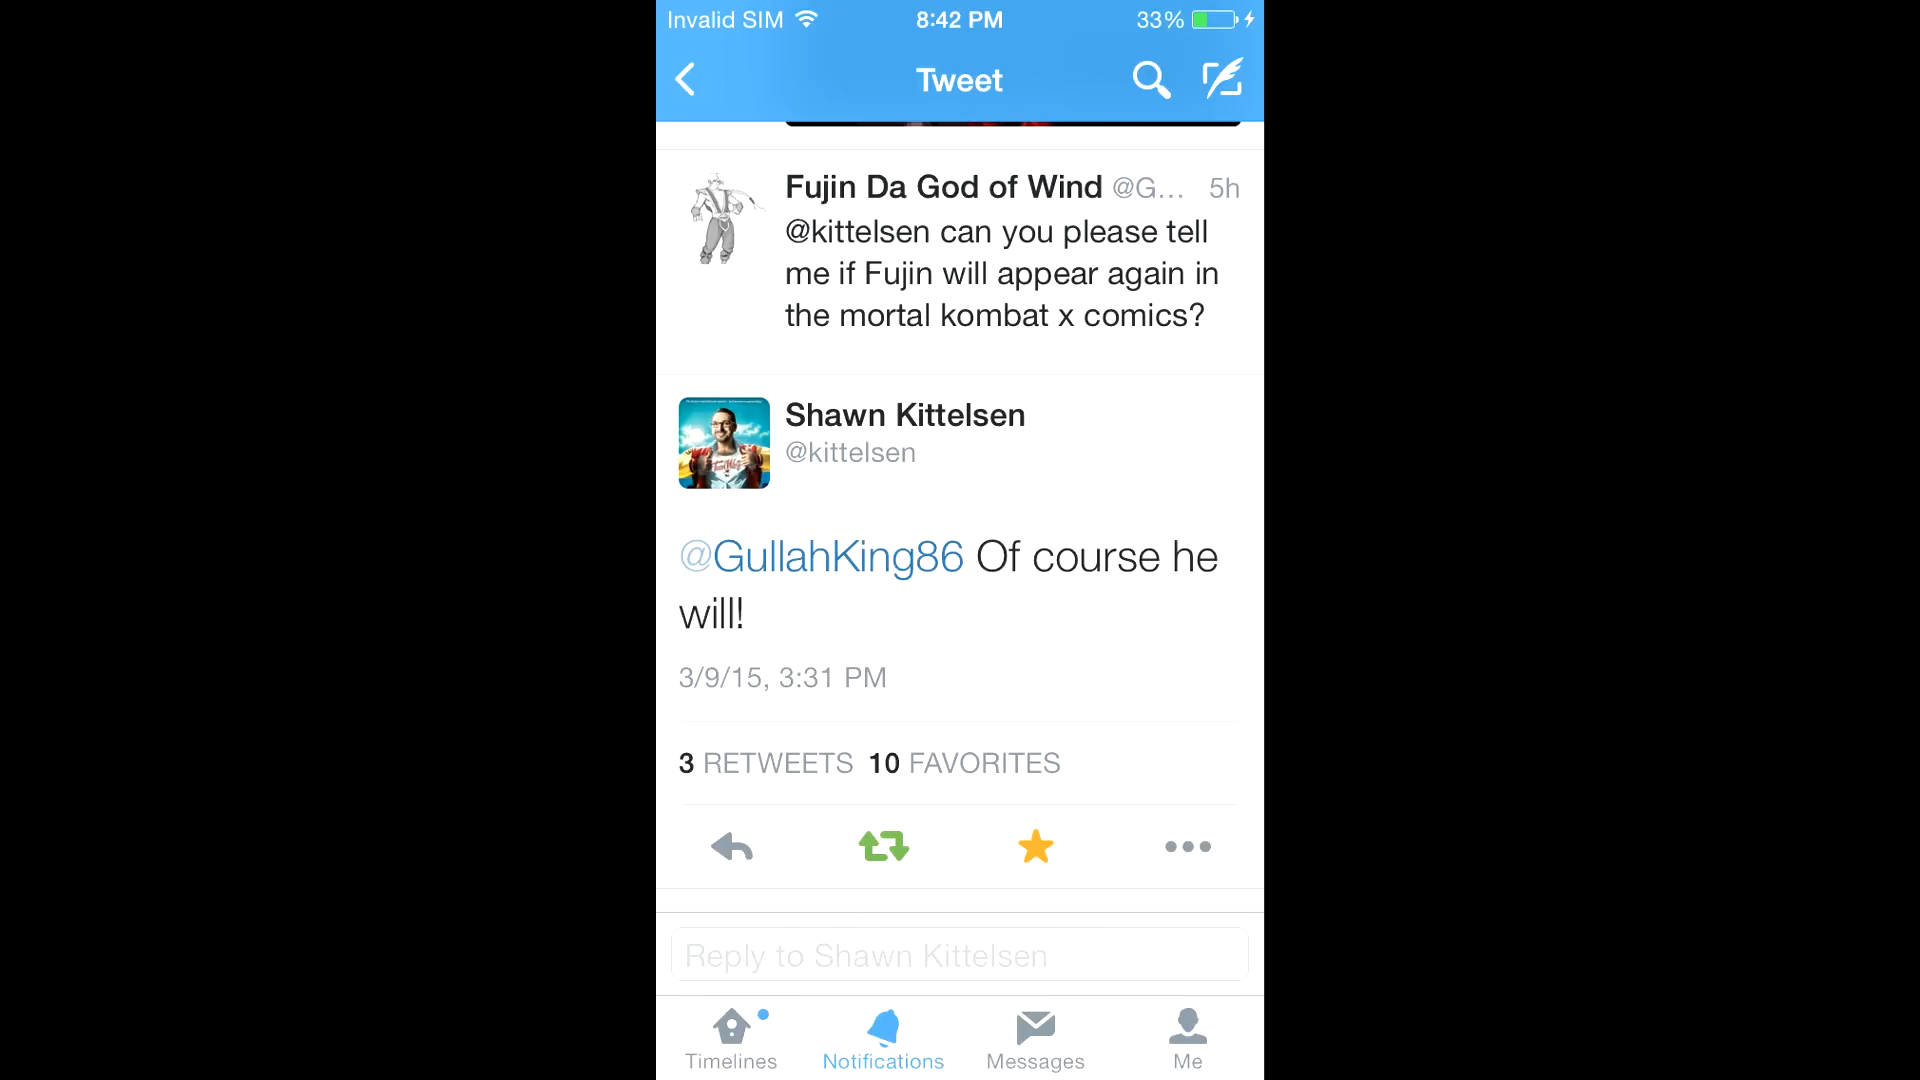 Invalid SIM 8:42 PM 33%
Tweet
Fujin Da God of Wind @G... 5h
@kittelsen can you please tell
me if Fujin will appear again in
the mortal kombat x comics?
Shawn Kittelsen
@kittelsen
@GullahKing86 Of course he
will!
3/9/15, 3:31 PM
3 RETWEETS 10 FAVORITES
Reply to Shawn Kittelsen
Timelines Notifications Messages Me